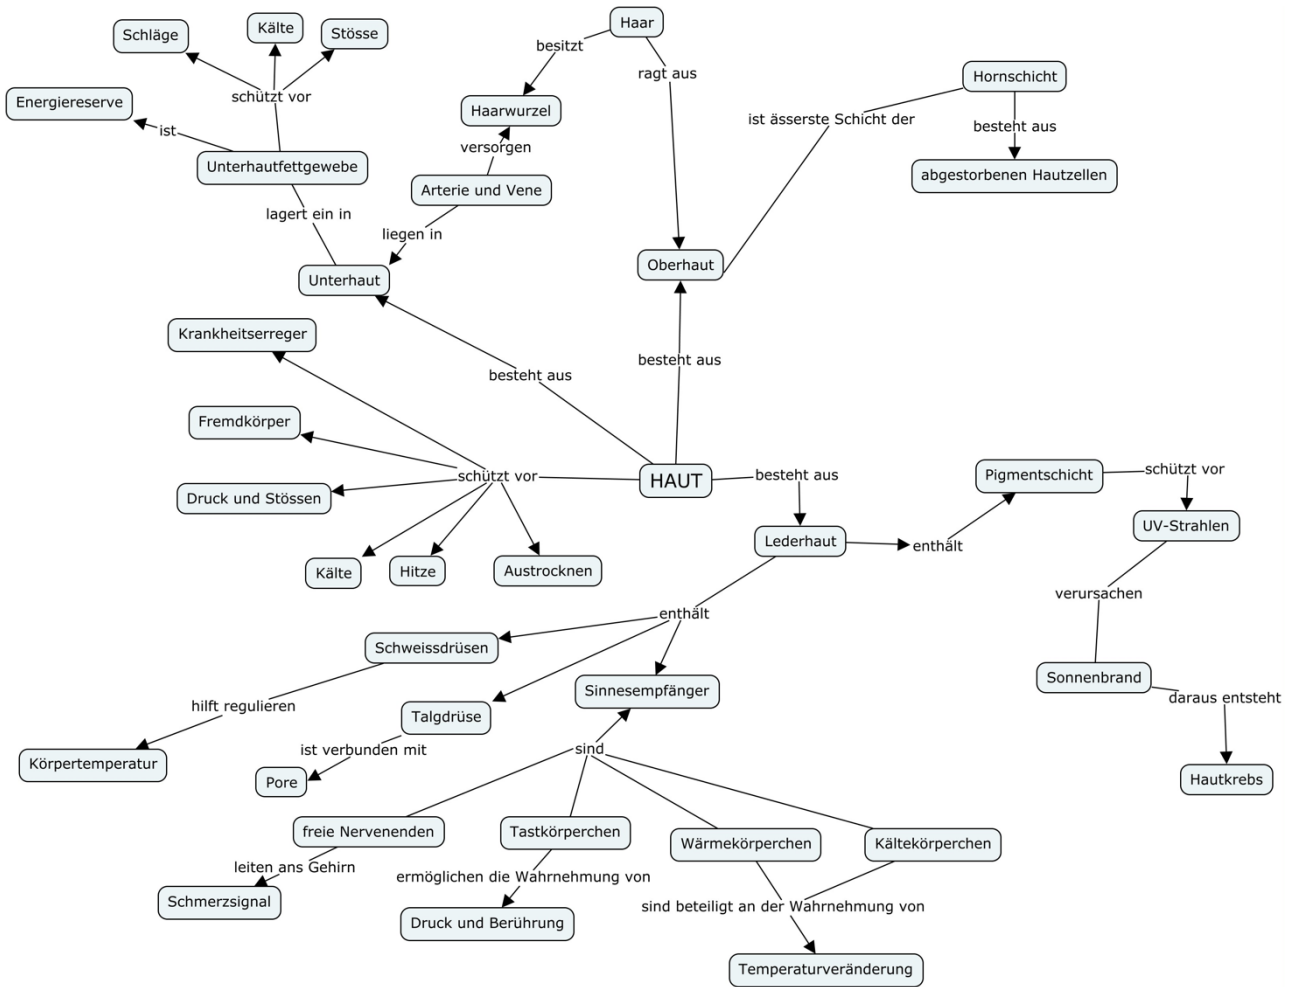 Haar
Kälte
Stösse
Schläge
besitzt
ragt aus
Hornschicht
schützt vor
Energiereserve
Haarwurzel
ist ässerste Schicht der
besteht aus
ist
versorgen
Unterhautfettgewebe
abgestorbenen Hautzellen
Arterie und Vene
lagert ein in
liegen in
Oberhaut
Unterhaut
Krankheitserreger
besteht aus
besteht aus
Fremdkörper
schützt vor
HAUT
besteht aus
Pigmentschicht
schützt vor
Druck und Stössen
UV-Strahlen
Lederhaut
enthält
Kälte
Hitze
Austrocknen
verursachen
enthält
Schweissdrüsen
Sonnenbrand
Sinnesempfänger
daraus entsteht
hilft regulieren
Talgdrüse
ist verbunden mit
sind
Körpertemperatur
Pore
Hautkrebs
freie Nervenenden
Tastkörperchen
Wärmekörperchen
Kältekörperchen
leiten ans Gehirn
ermöglichen die Wahrnehmung von
Schmerzsignal
sind beteiligt an der Wahrnehmung von
Druck und Berührung
Temperaturveränderung